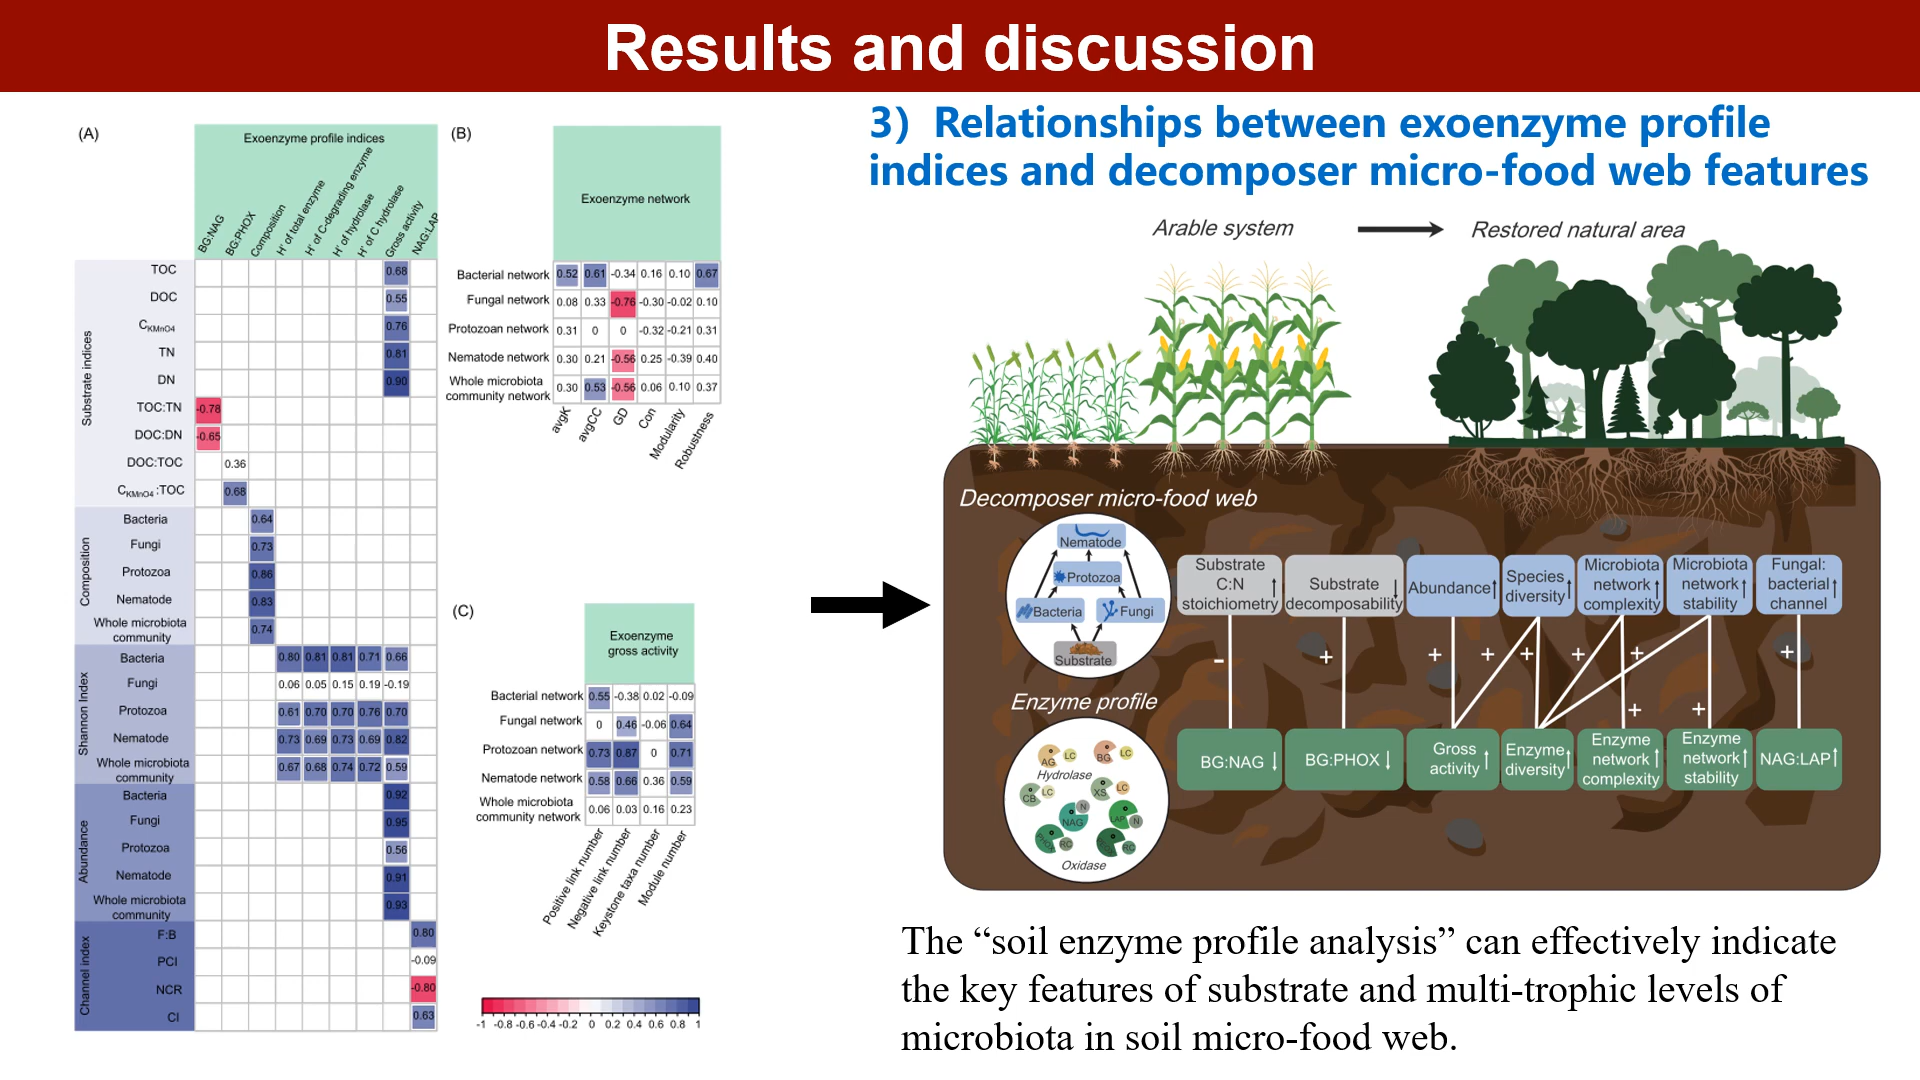 Results and discussion
3) Relationships between exoenzyme profile
indices and decomposer micro-food web features
(A)
Exoenzyme profile indices
BG:NAG
BG:PHOX
Composition
H' of total enzyme
H' of C-degrading enzyme
H' of hydrolase
H' of C hydrolase
Gross activity
NAG:LAP
Substrate indices
TOC 0.68
DOC 0.55
CKMnO4 0.76
TN 0.81
DN 0.90
TOC:TN -0.78
DOC:DN -0.65
DOC:TOC 0.36
CKMnO4:TOC 0.68
Composition
Bacteria 0.64
Fungi 0.73
Protozoa 0.86
Nematode 0.83
Whole microbiota
community 0.74
Shannon Index
Bacteria 0.80 0.81 0.81 0.71 0.66
Fungi 0.06 0.05 0.15 0.19 -0.19
Protozoa 0.61 0.70 0.70 0.76 0.70
Nematode 0.73 0.69 0.73 0.69 0.82
Whole microbiota
community 0.67 0.68 0.74 0.72 0.59
Abundance
Bacteria 0.92
Fungi 0.95
Protozoa 0.56
Nematode 0.91
Whole microbiota
community 0.93
Channel index
F:B 0.80
PCI -0.09
NCR -0.80
CI 0.63
(B)
Exoenzyme network
Bacterial network 0.52 0.61 -0.34 0.16 0.10 0.67
Fungal network 0.08 0.33 -0.76 -0.30 -0.02 0.10
Protozoan network 0.31 0 0 -0.32 -0.21 0.31
Nematode network 0.30 0.21 -0.56 0.25 -0.39 0.40
Whole microbiota
community network 0.30 0.53 -0.56 0.06 0.10 0.37
avgK
avgCC
GD
Con
Modularity
Robustness
(C)
Exoenzyme
gross activity
Bacterial network 0.55 -0.38 0.02 -0.09
Fungal network 0 0.46 -0.06 0.64
Protozoan network 0.73 0.87 0 0.71
Nematode network 0.58 0.66 0.36 0.59
Whole microbiota
community network 0.06 0.03 0.16 0.23
Positive link number
Negative link number
Keystone taxa number
Module number
-1 -0.8 -0.6 -0.4 -0.2 0 0.2 0.4 0.6 0.8 1
Arable system
Restored natural area
Decomposer micro-food web
Nematode
Protozoa
Bacteria
Fungi
Substrate
Substrate
C:N
stoichiometry
Substrate
decomposability
Abundance
Species
diversity
Microbiota
network
complexity
Microbiota
network
stability
Fungal:
bacterial
channel
- + + + + + + +
+ +
Enzyme profile
AG LC BG LC
Hydrolase
CB LC XS LC
NAG N LAP N
RC RC
Oxidase
BG:NAG
BG:PHOX
Gross
activity
Enzyme
diversity
Enzyme
network
complexity
Enzyme
network
stability
NAG:LAP
The “soil enzyme profile analysis” can effectively indicate
the key features of substrate and multi-trophic levels of
microbiota in soil micro-food web.